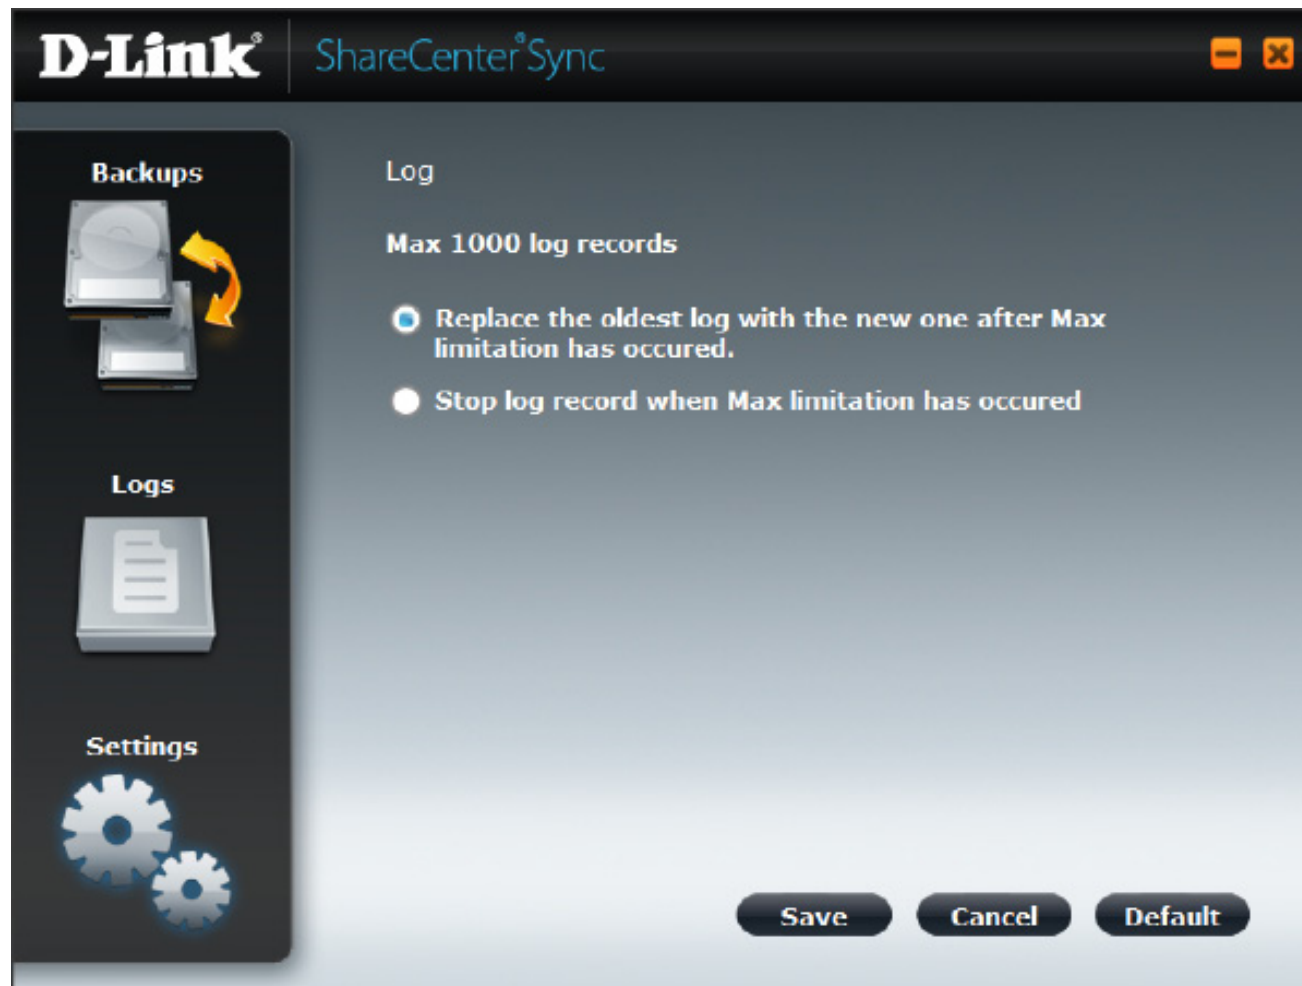 D-Link® ShareCenter®Sync
Backups
Log
Max 1000 log records
Replace the oldest log with the new one after Max
limitation has occured.
Stop log record when Max limitation has occured
Logs
Settings
Save Cancel Default